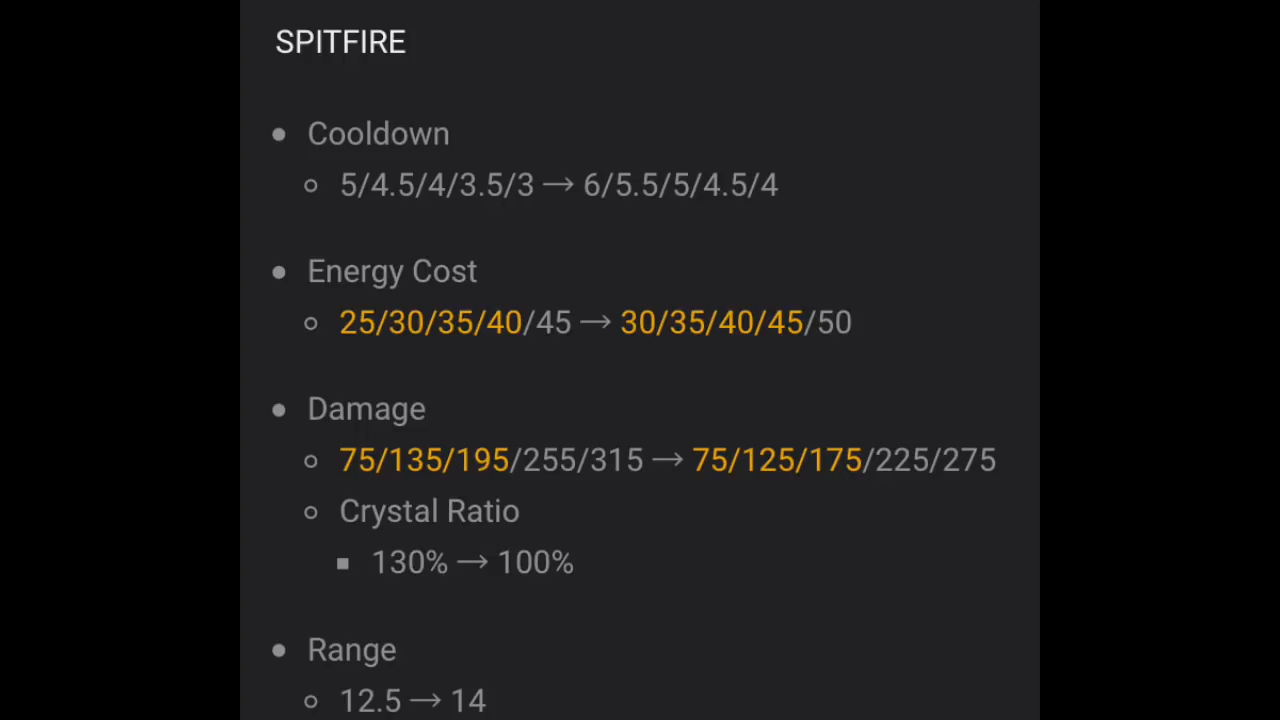 SPITFIRE
Cooldown
5/4.5/4/3.5/3 → 6/5.5/5/4.5/4
Energy Cost
25/30/35/40/45 → 30/35/40/45/50
Damage
75/135/195/255/315 → 75/125/175/225/275
Crystal Ratio
130% → 100%
Range
12.5 → 14